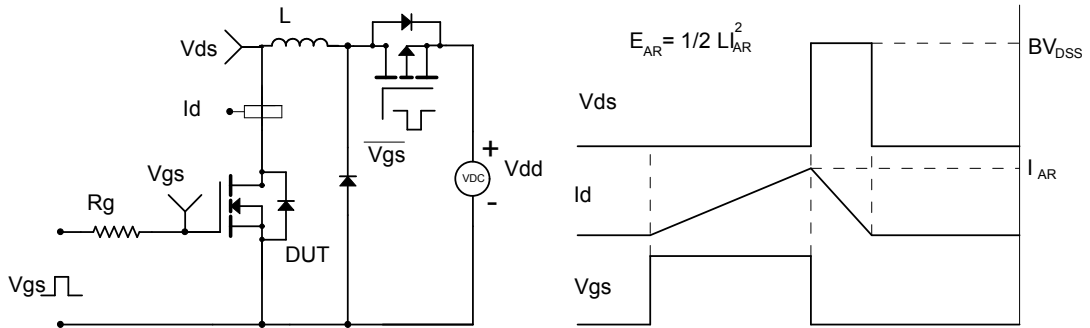 L
Vds
Id
Vgs
Rg
DUT
Vgs
Vgs
+
VDC
Vdd
-
E_AR = 1/2 LI_AR^2
BV_DSS
Vds
I_AR
Id
Vgs